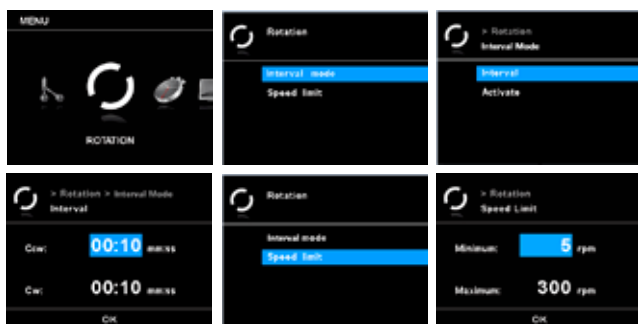 MENU
ROTATION
Rotation
Interval mode
Speed limit
> Rotation
Interval Mode
Interval
Activate
> Rotation > Interval Mode
Interval
Ccw: 00:10 mm:ss
Cw: 00:10 mm:ss
OK
Rotation
Interval mode
Speed limit
> Rotation
Speed Limit
Minimum: 5 rpm
Maximum: 300 rpm
OK